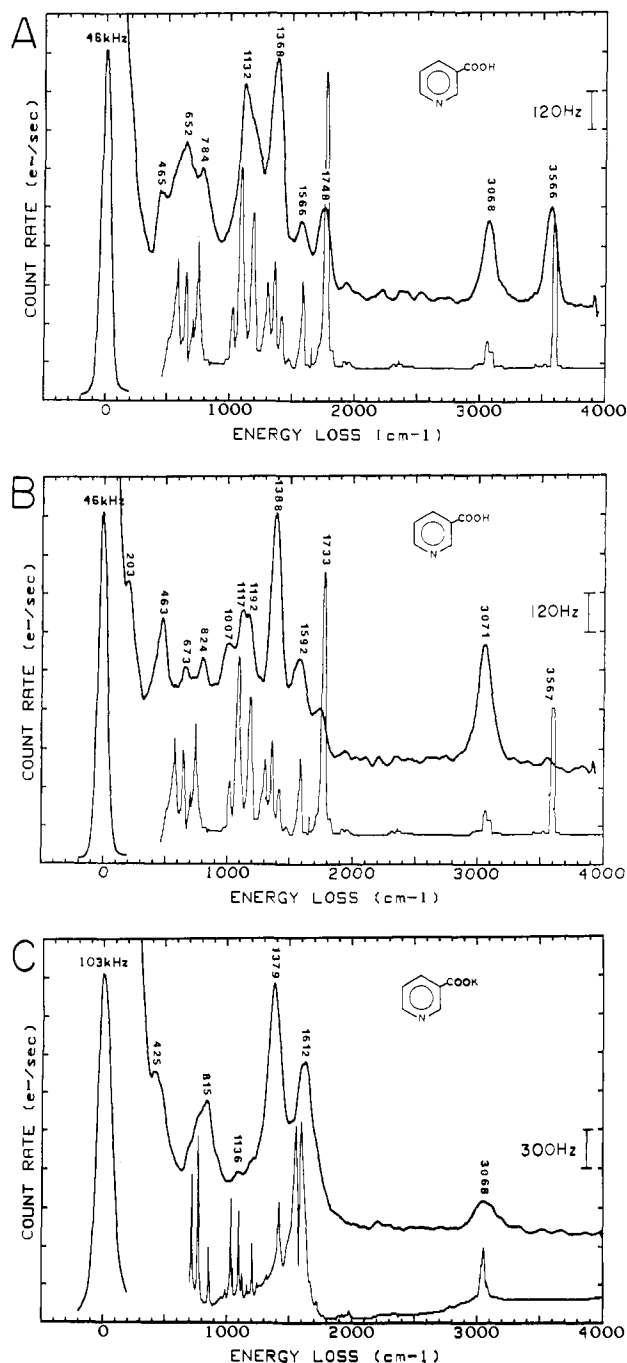 A
46kHz
465
652
784
1132
1368
1566
1748
3068
3566
COOH
N
120Hz
COUNT RATE (e-/sec)
0 1000 2000 3000 4000
ENERGY LOSS (cm-1)
B
46kHz
203
463
673
824
1007
1117
1192
1388
1592
1733
3071
3567
COOH
N
120Hz
COUNT RATE (e-/sec)
0 1000 2000 3000 4000
ENERGY LOSS (cm-1)
C
103kHz
425
815
1136
1379
1612
3068
COOK
N
300Hz
COUNT RATE (e-/sec)
0 1000 2000 3000 4000
ENERGY LOSS (cm-1)